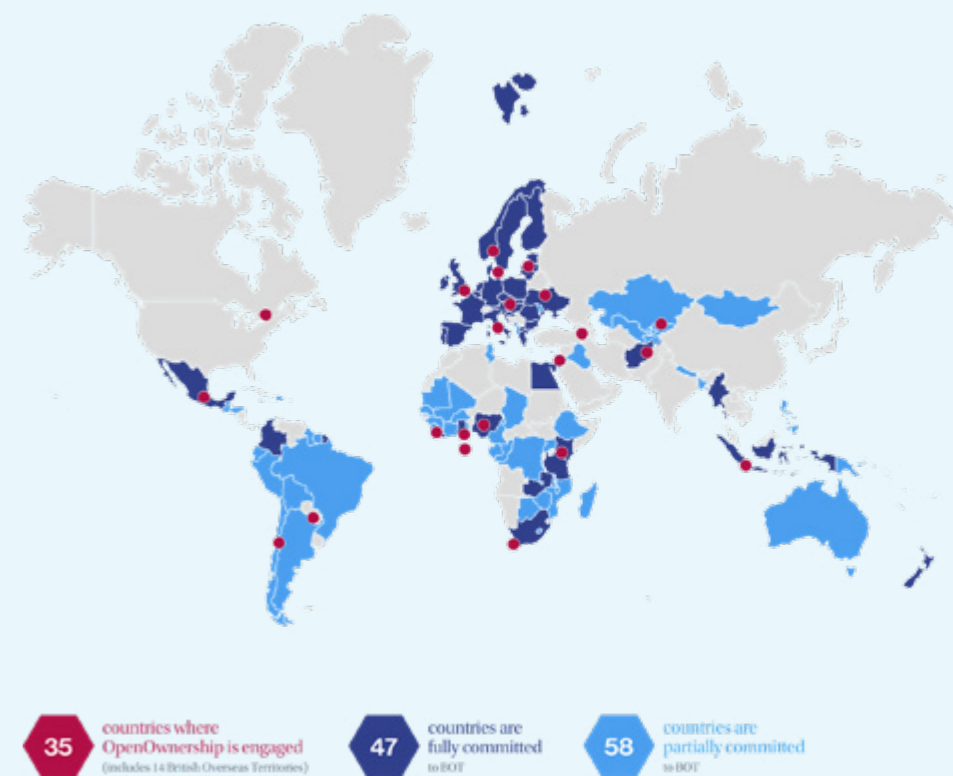 35
countries where
OpenOwnership is engaged
(includes 14 British Overseas Territories)
47
countries are
fully committed
to BOT
58
countries are
partially committed
to BOT